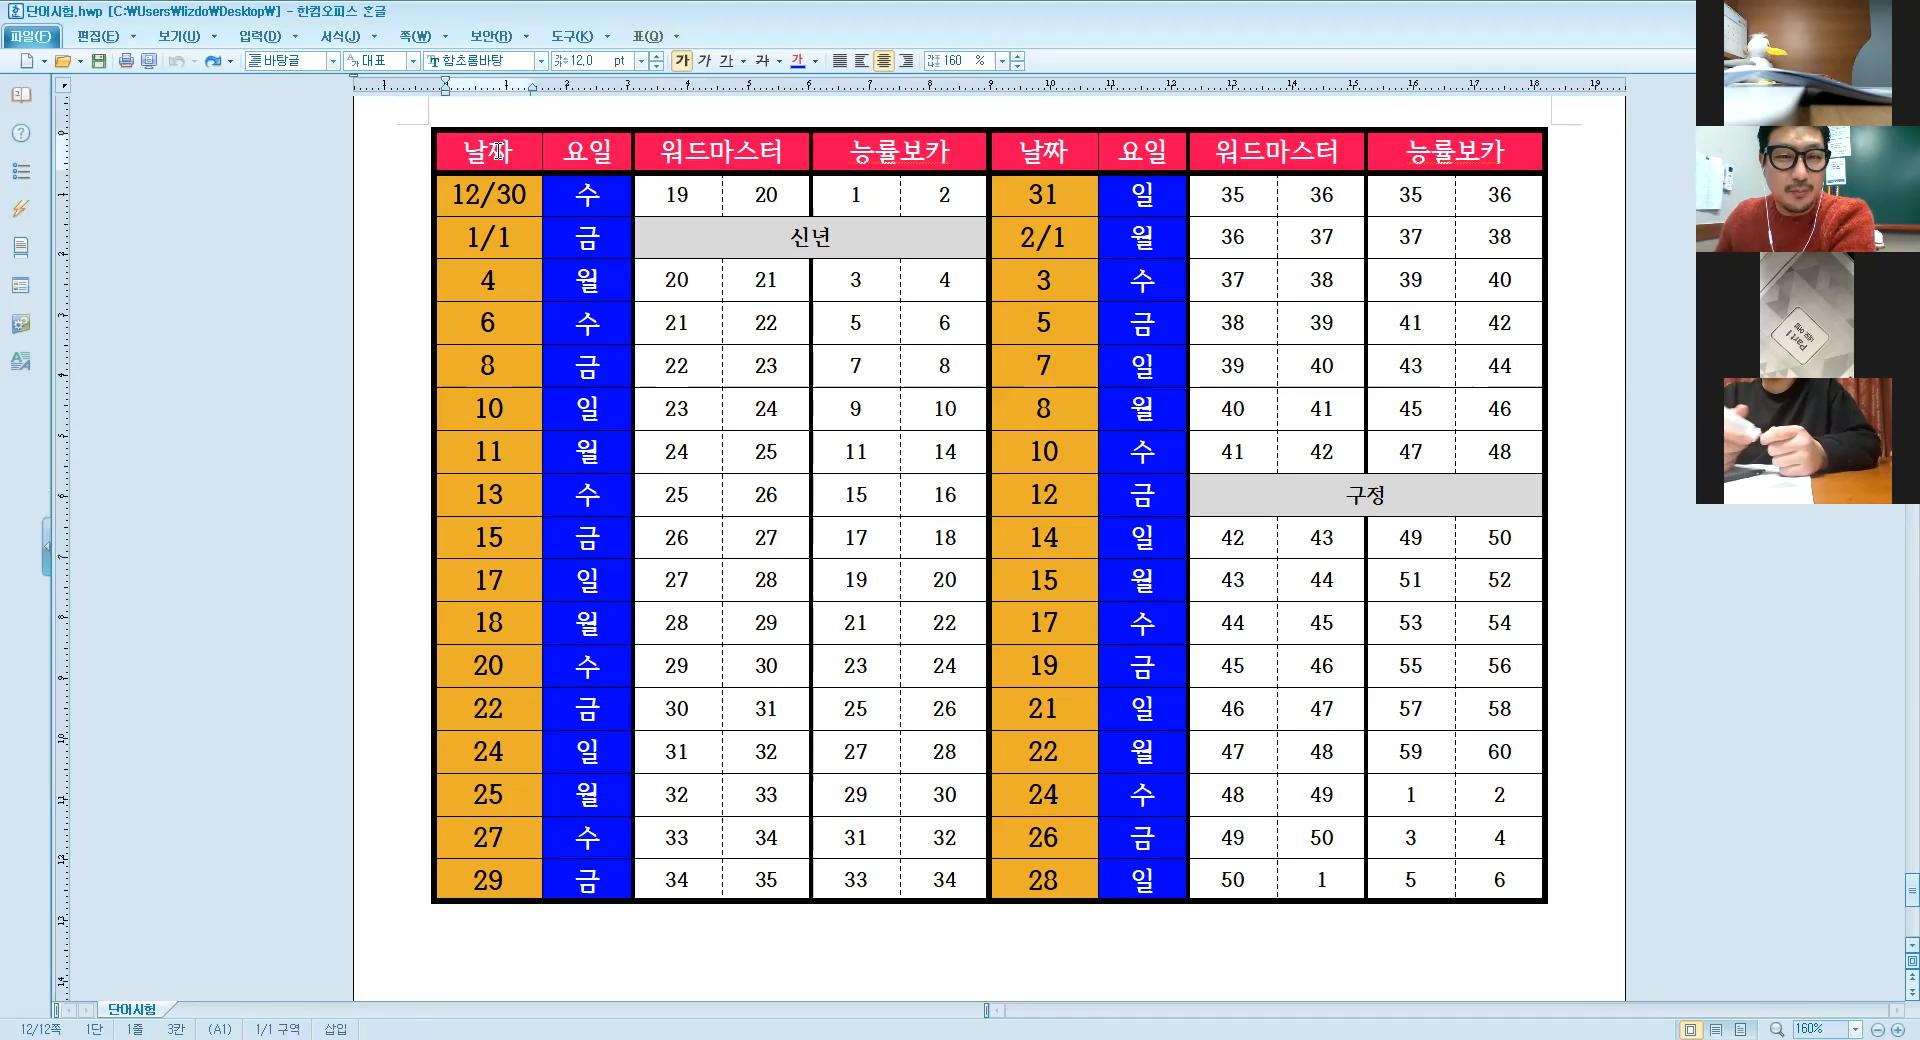 단어시험.hwp [C:₩Users₩lizdo₩Desktop₩] - 한컴오피스 한글
파일(F) 편집(E) 보기(U) 입력(D) 서식(J) 쪽(W) 보안(R) 도구(K) 표(Q)
바탕글 대표 함초롬바탕 12,0 pt 가 가 가 가 가 160 %
날짜 요일 워드마스터 능률보카 날짜 요일 워드마스터 능률보카
12/30 수 19 20 1 2 31 일 35 36 35 36
1/1 금 신년 2/1 월 36 37 37 38
4 월 20 21 3 4 3 수 37 38 39 40
6 수 21 22 5 6 5 금 38 39 41 42
8 금 22 23 7 8 7 일 39 40 43 44
10 일 23 24 9 10 8 월 40 41 45 46
11 월 24 25 11 14 10 수 41 42 47 48
13 수 25 26 15 16 12 금 구정
15 금 26 27 17 18 14 일 42 43 49 50
17 일 27 28 19 20 15 월 43 44 51 52
18 월 28 29 21 22 17 수 44 45 53 54
20 수 29 30 23 24 19 금 45 46 55 56
22 금 30 31 25 26 21 일 46 47 57 58
24 일 31 32 27 28 22 월 47 48 59 60
25 월 32 33 29 30 24 수 48 49 1 2
27 수 33 34 31 32 26 금 49 50 3 4
29 금 34 35 33 34 28 일 50 1 5 6
Part I
단어시험
12/12쪽 1단 1줄 3칸 (A1) 1/1 구역 삽입 160%